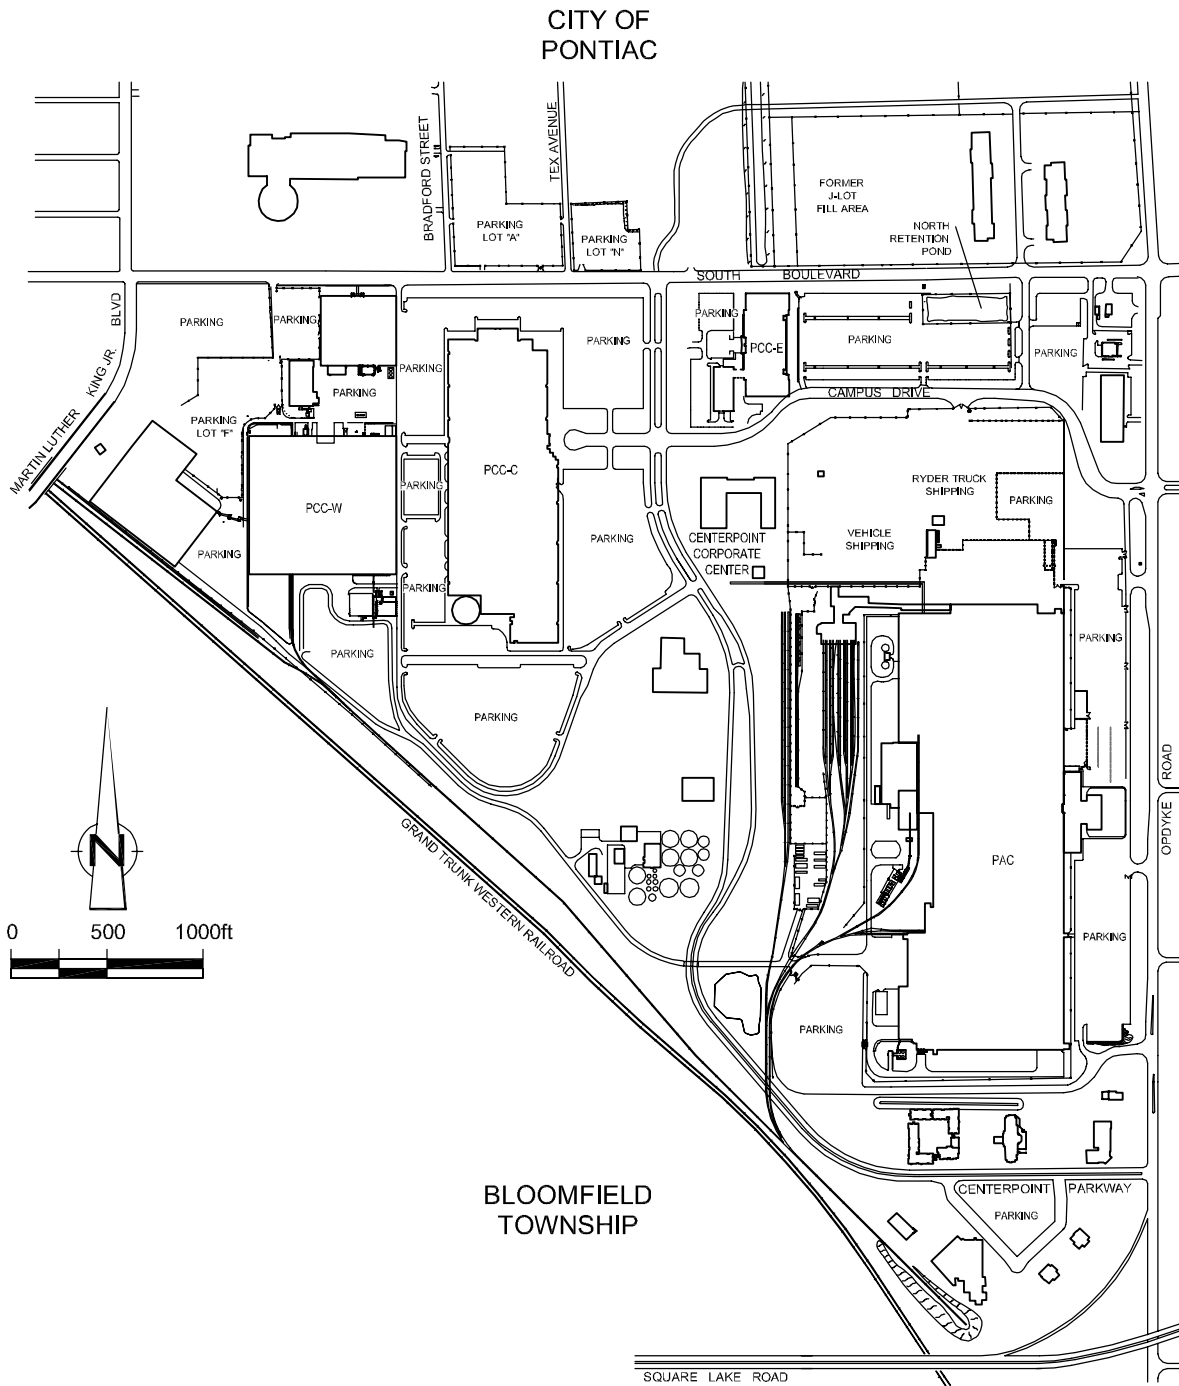 CITY OF
PONTIAC
BRADFORD STREET
TEX AVENUE
FORMER
J-LOT
FILL AREA
PARKING
LOT "A"
PARKING
LOT "N"
NORTH
RETENTION
POND
SOUTH BOULEVARD
MARTIN LUTHER KING JR. BLVD
PARKING
PARKING
PARKING
PARKING
PARKING
PCC-E
PARKING
PARKING
PARKING
CAMPUS DRIVE
PARKING
LOT "F"
PCC-C
PARKING
PCC-W
RYDER TRUCK
SHIPPING
PARKING
VEHICLE
SHIPPING
CENTERPOINT
CORPORATE
CENTER
PARKING
PARKING
PARKING
PARKING
PARKING
PARKING
OPDYKE ROAD
N
GRAND TRUNK WESTERN RAILROAD
PAC
0 500 1000ft
PARKING
PARKING
BLOOMFIELD
TOWNSHIP
CENTERPOINT PARKWAY
PARKING
SQUARE LAKE ROAD